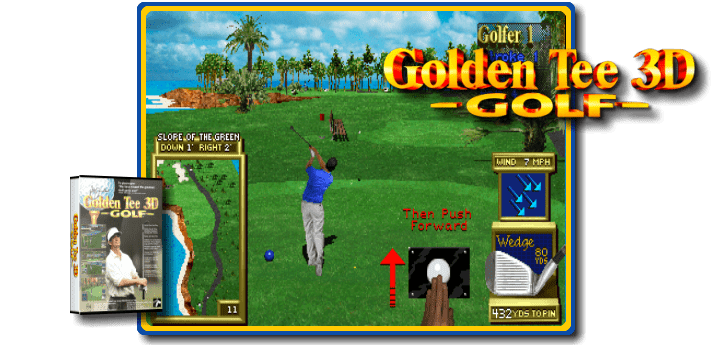 Golfer 1
Golden Tee 3D
GOLF
SLOPE OF THE GREEN
DOWN 1' RIGHT 2'
WIND 7 MPH
Then Push
forward
Wedge
80
YDS
11
432 YDS TO PIN
Golden Tee 3D
GOLF
Golden Tee 3D